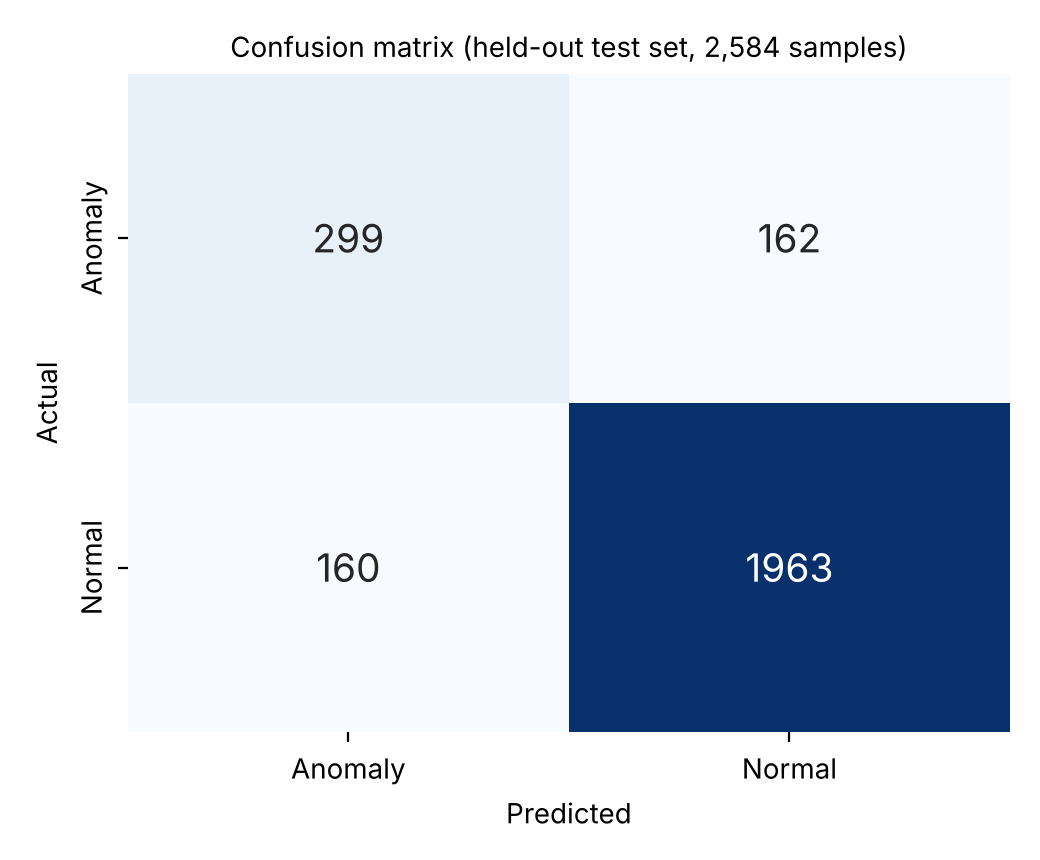 Confusion matrix (held-out test set, 2,584 samples)
Actual
Anomaly
299
162
Normal
160
1963
Anomaly
Normal
Predicted